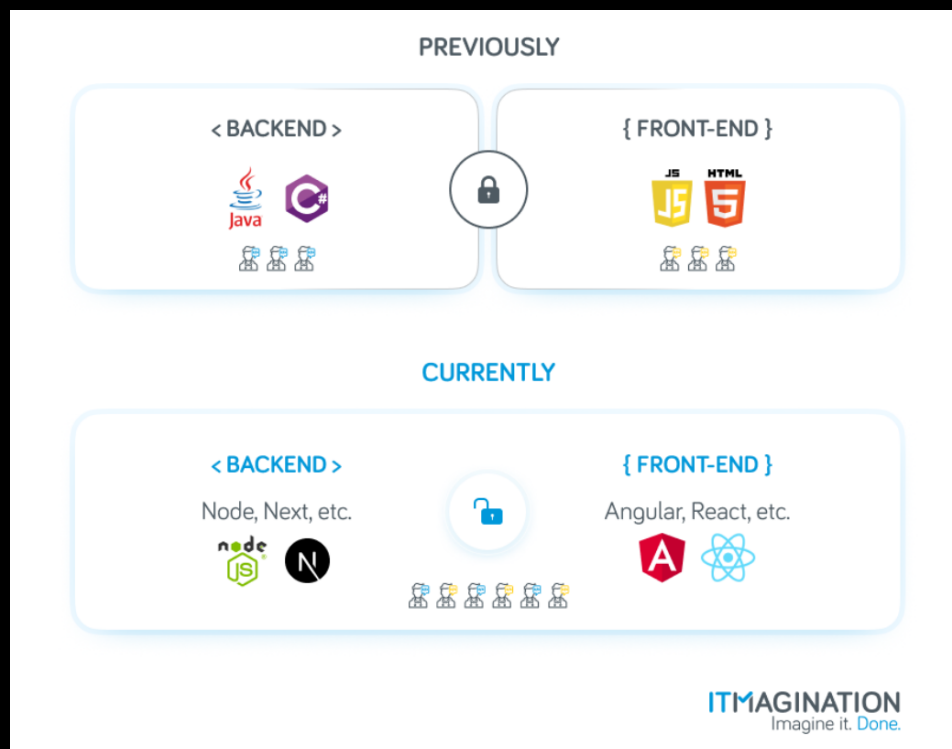 PREVIOUSLY
< BACKEND >
{ FRONT-END }
Java
C#
JS
JS
HTML
5
CURRENTLY
< BACKEND >
{ FRONT-END }
Node, Next, etc.
Angular, React, etc.
node
JS
N
A
ITMAGINATION
Imagine it. Done.